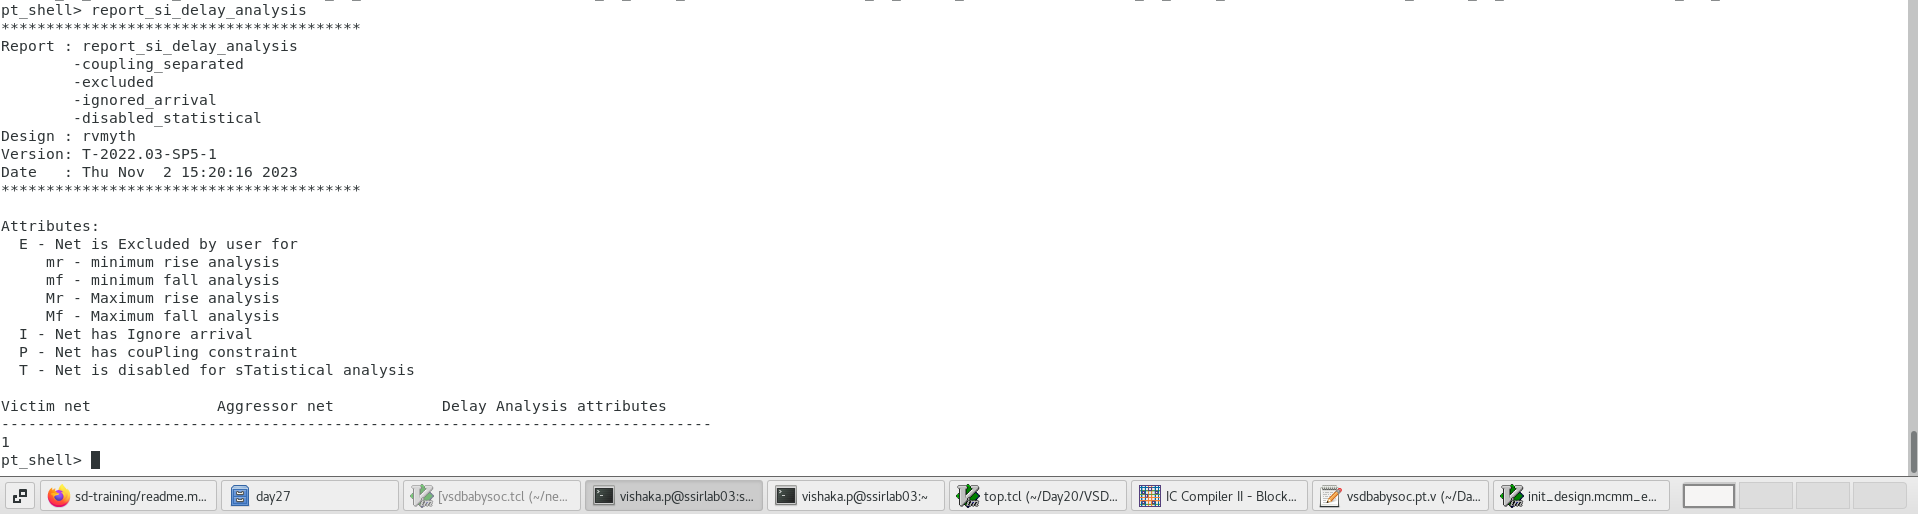 pt_shell> report_si_delay_analysis
****************************************
Report : report_si_delay_analysis
        -coupling_separated
        -excluded
        -ignored_arrival
        -disabled_statistical
Design : rvmyth
Version: T-2022.03-SP5-1
Date   : Thu Nov  2 15:20:16 2023
****************************************
Attributes:
  E - Net is Excluded by user for
     mr - minimum rise analysis
     mf - minimum fall analysis
     Mr - Maximum rise analysis
     Mf - Maximum fall analysis
  I - Net has Ignore arrival
  P - Net has couPling constraint
  T - Net is disabled for sTatistical analysis
Victim net              Aggressor net            Delay Analysis attributes
-------------------------------------------------------------------------------
1
pt_shell>
sd-training/readme.m... day27 [vsdbabysoc.tcl (~/ne... vishaka.p@ssirlab03:s... vishaka.p@ssirlab03:~ top.tcl (~/Day20/VSD... IC Compiler II - Block... vsdbabysoc.pt.v (~/Da... init_design.mcmm_e...